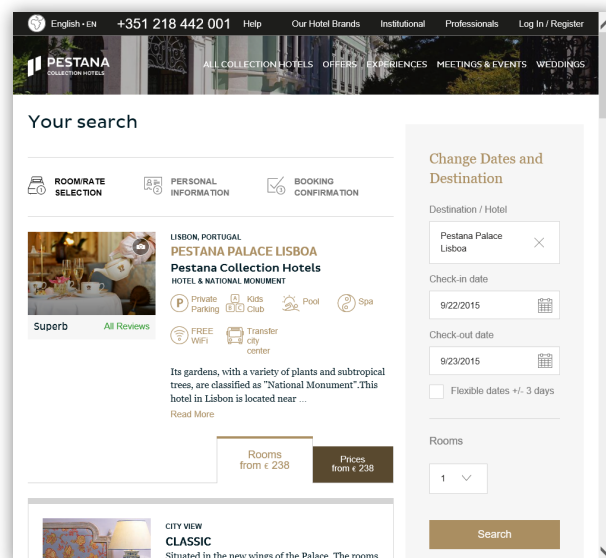 English • EN +351 218 442 001 Help Our Hotel Brands Institutional Professionals Log In / Register
PESTANA
COLLECTION HOTELS
ALL COLLECTION HOTELS OFFERS EXPERIENCES MEETINGS & EVENTS WEDDINGS
Your search
ROOM/RATE
SELECTION
PERSONAL
INFORMATION
BOOKING
CONFIRMATION
LISBON, PORTUGAL
PESTANA PALACE LISBOA
Pestana Collection Hotels
HOTEL & NATIONAL MONUMENT
P Private
Parking
A
B C
Kids
Club
Pool
Spa
FREE
WiFi
Transfer
city
center
Superb All Reviews
Its gardens, with a variety of plants and subtropical
trees, are classified as "National Monument".This
hotel in Lisbon is located near ...
Read More
Rooms
from € 238
Prices
from € 238
CITY VIEW
CLASSIC
Situated in the new wings of the Palace. The rooms
Change Dates and
Destination
Destination / Hotel
Pestana Palace
Lisboa
Check-in date
9/22/2015
Check-out date
9/23/2015
Flexible dates +/- 3 days
Rooms
1
Search